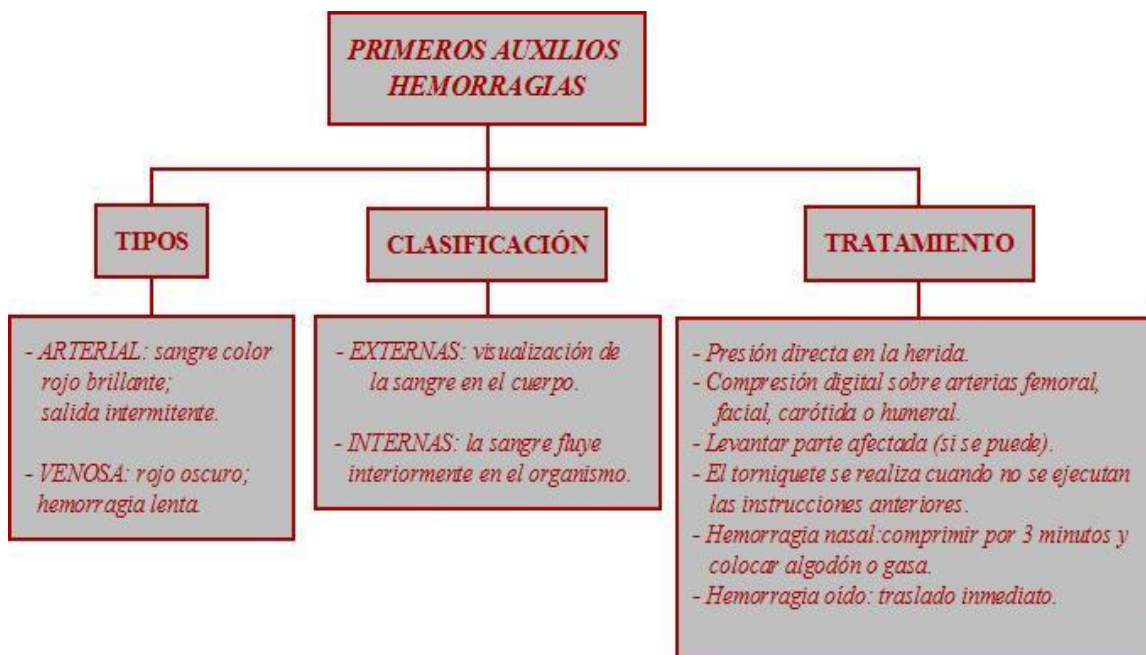 PRIMEROS AUXILIOS
HEMORRAGIAS
TIPOS
CLASIFICACIÓN
TRATAMIENTO
- ARTERIAL: sangre color
rojo brillante;
salida intermitente.
- VENOSA: rojo oscuro;
hemorragia lenta.
- EXTERNAS: visualización de
la sangre en el cuerpo.
- INTERNAS: la sangre fluye
interiormente en el organismo.
- Presión directa en la herida.
- Compresión digital sobre arterias femoral,
facial, carótida o humeral.
- Levantar parte afectada (si se puede).
- El torniquete se realiza cuando no se ejecutan
las instrucciones anteriores.
- Hemorragia nasal:comprimir por 3 minutos y
colocar algodón o gasa.
- Hemorragia oído: traslado inmediato.